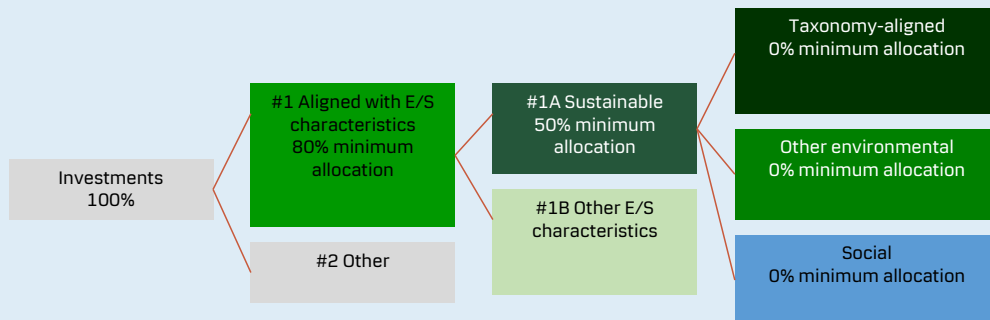 Investments
100%
#1 Aligned with E/S
characteristics
80% minimum
allocation
#2 Other
#1A Sustainable
50% minimum
allocation
#1B Other E/S
characteristics
Taxonomy-aligned
0% minimum allocation
Other environmental
0% minimum allocation
Social
0% minimum allocation